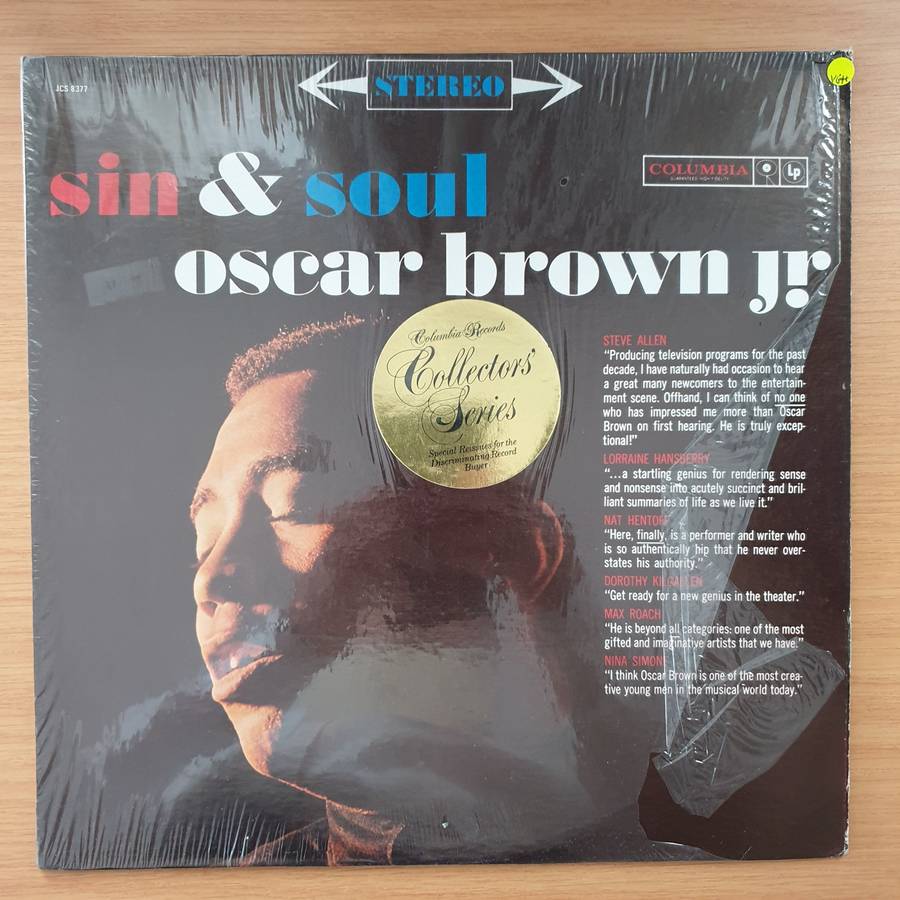 STEREO
JCS 8377
VG+
sin & soul
COLUMBIA
GUARANTEED HIGH FIDELITY
Lp
oscar brown jr.
Columbia Records
Collectors'
Series
Special Reissues for the
Discriminating Record
Buyer
STEVE ALLEN
“Producing television programs for the past
decade, I have naturally had occasion to hear
a great many newcomers to the entertain-
ment scene. Offhand, I can think of no one
who has impressed me more than Oscar
Brown on first hearing. He is truly excep-
tional!”
LORRAINE HANSBERRY
“...a startling genius for rendering sense
and nonsense into acutely succinct and bril-
liant summaries of life as we live it.”
NAT HENTOFF
“Here, finally, is a performer and writer who
is so authentically hip that he never over-
states his authority.”
DOROTHY KILGALLEN
“Get ready for a new genius in the theater.”
MAX ROACH
“He is beyond all categories: one of the most
gifted and imaginative artists that we have.”
NINA SIMONE
“I think Oscar Brown is one of the most crea-
tive young men in the musical world today.”